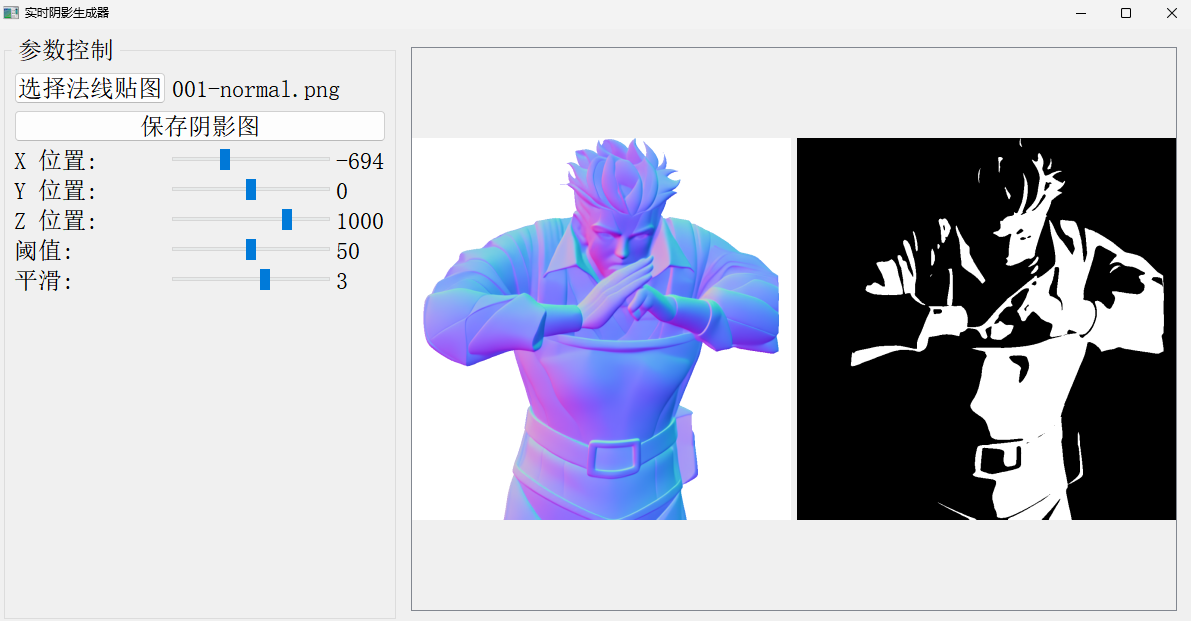 实时阴影生成器
参数控制
选择法线贴图 001-normal.png
保存阴影图
X 位置: -694
Y 位置: 0
Z 位置: 1000
阈值: 50
平滑: 3